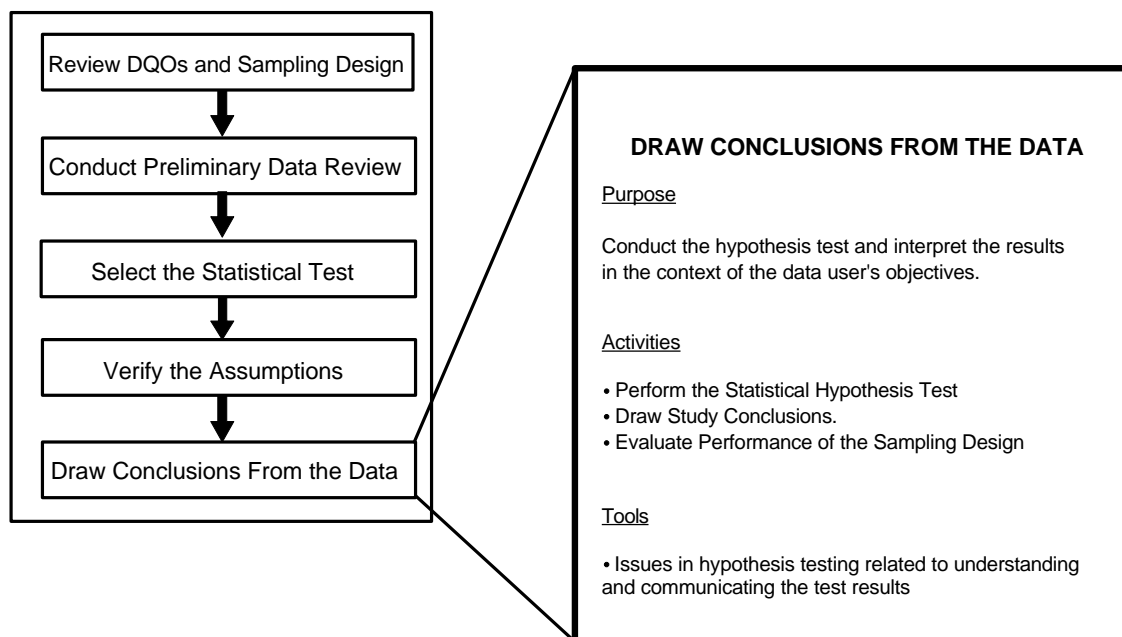 Review DQOs and Sampling Design
Conduct Preliminary Data Review
Select the Statistical Test
Verify the Assumptions
Draw Conclusions From the Data
DRAW CONCLUSIONS FROM THE DATA
Purpose
Conduct the hypothesis test and interpret the results
in the context of the data user's objectives.
Activities
• Perform the Statistical Hypothesis Test
• Draw Study Conclusions.
• Evaluate Performance of the Sampling Design
Tools
• Issues in hypothesis testing related to understanding
and communicating the test results